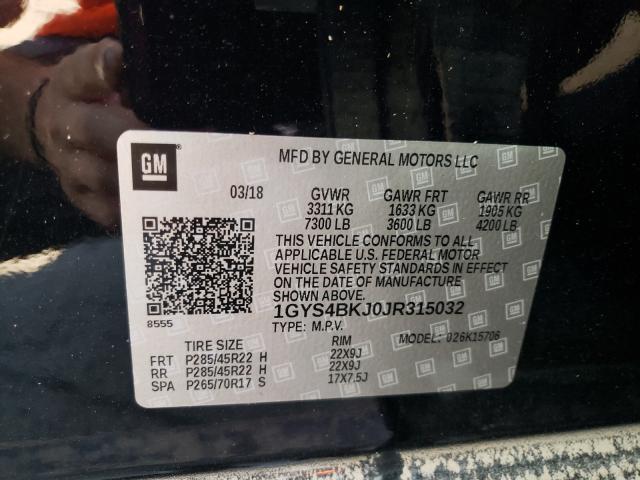 GM
MFD BY GENERAL MOTORS LLC
03/18 GVWR GAWR FRT GAWR RR
3311 KG 1633 KG 1905 KG
7300 LB 3600 LB 4200 LB
THIS VEHICLE CONFORMS TO ALL
APPLICABLE U.S. FEDERAL MOTOR
VEHICLE SAFETY STANDARDS IN EFFECT
ON THE DATE OF MANUFACTURE
SHOWN ABOVE.
8555
1GYS4BKJ0JR315032
TYPE: M.P.V. MODEL: 026K15706
TIRE SIZE RIM
FRT P285/45R22 H 22X9J
RR P285/45R22 H 22X9J
SPA P265/70R17 S 17X7.5J